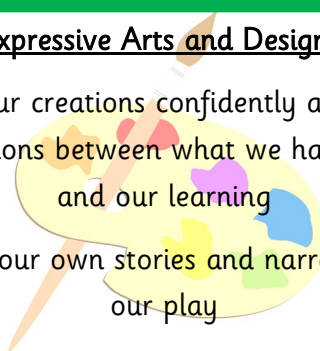 xpressive Arts and Design
ur creations confidently a
ions between what we ha
and our learning
our own stories and narr
our play